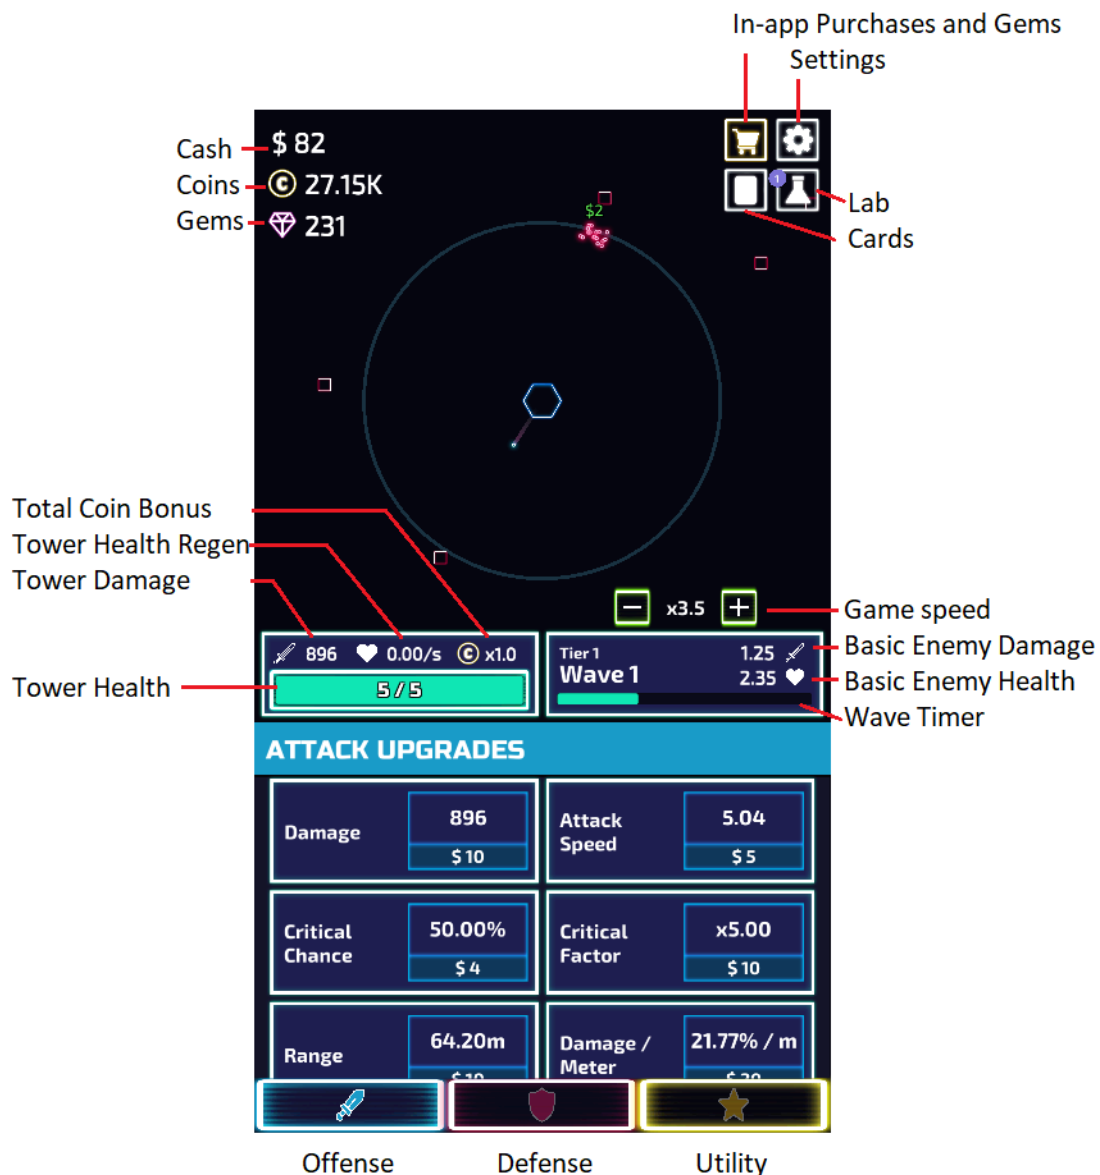 In-app Purchases and Gems
Settings
Cash
$ 82
Coins
C 27.15K
Gems
231
1
Lab
Cards
$2
Total Coin Bonus
Tower Health Regen
Tower Damage
x3.5
Game speed
896 0.00/s C x1.0
Tier 1
1.25
Basic Enemy Damage
Wave 1
2.35
Basic Enemy Health
Tower Health
5 / 5
Wave Timer
ATTACK UPGRADES
Damage
896
$ 10
Attack
Speed
5.04
$ 5
Critical
Chance
50.00%
$ 4
Critical
Factor
x5.00
$ 10
Range
64.20m
$ 10
Damage /
Meter
21.77% / m
$ 20
Offense
Defense
Utility